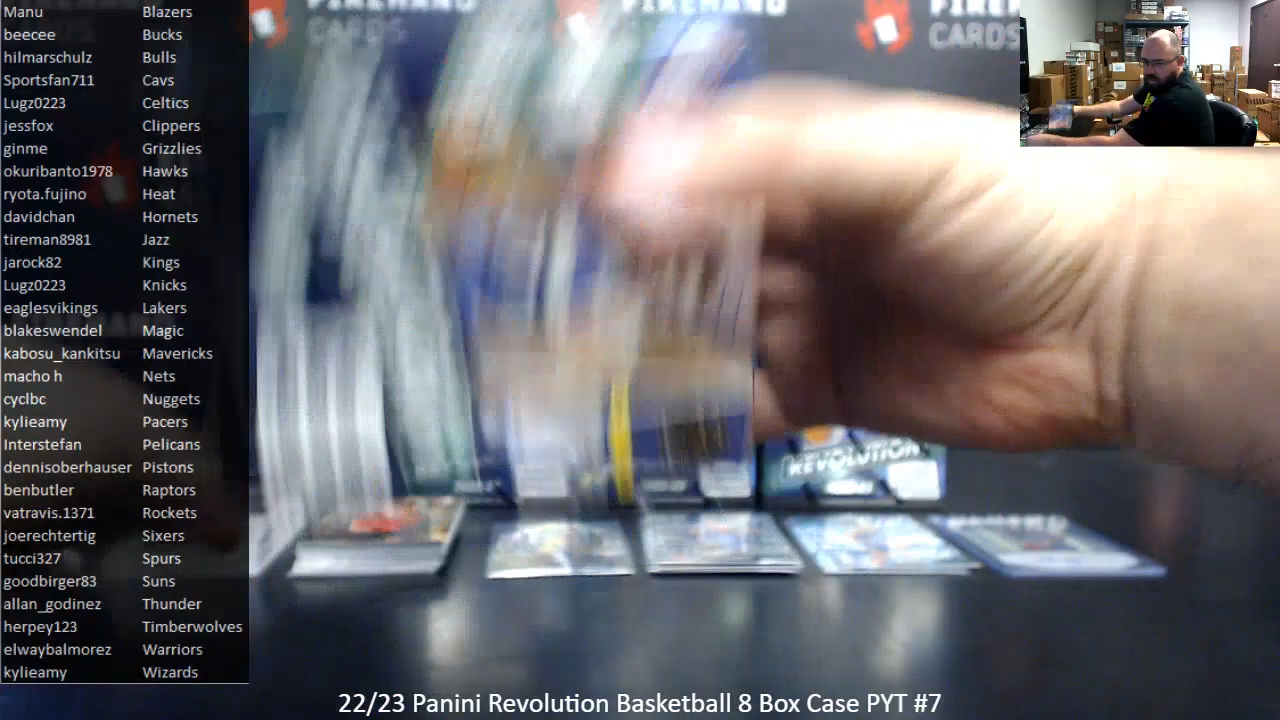 Manu Blazers
beecee Bucks
hilmarschulz Bulls
Sportsfan711 Cavs
Lugz0223 Celtics
jessfox Clippers
ginme Grizzlies
okuribanto1978 Hawks
ryota.fujino Heat
davidchan Hornets
tireman8981 Jazz
jarock82 Kings
Lugz0223 Knicks
eaglesvikings Lakers
blakeswendel Magic
kabosu_kankitsu Mavericks
macho h Nets
cyclbc Nuggets
kylieamy Pacers
Interstefan Pelicans
dennisoberhauser Pistons
benbutler Raptors
vatravis.1371 Rockets
joerechtertig Sixers
tucci327 Spurs
goodbirger83 Suns
allan_godinez Thunder
herpey123 Timberwolves
elwaybalmorez Warriors
kylieamy Wizards
FIREHAND
CARDS
FIREHAND
CARDS
REVOLUTION
22/23 Panini Revolution Basketball 8 Box Case PYT #7